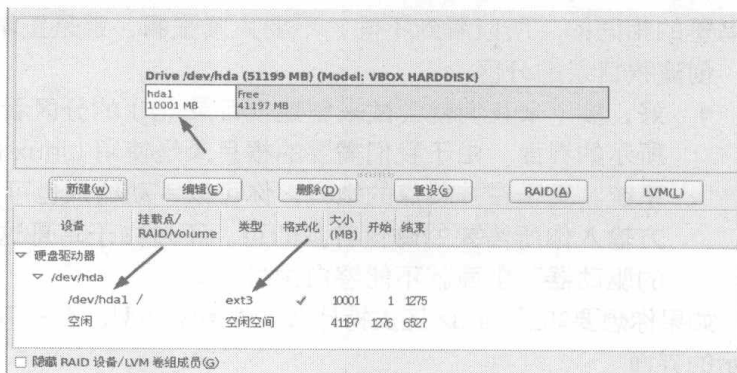 Drive /dev/hda (51199 MB) (Model: VBOX HARDDISK)
hda1 Free
10001 MB 41197 MB
新建(W) 编辑(E) 删除(D) 重设(S) RAID(A) LVM(L)
设备 挂载点/RAID/Volume 类型 格式化 大小(MB) 开始 结束
硬盘驱动器
/dev/hda
/dev/hda1 / ext3 ✓ 10001 1 1275
空闲 空闲空间 41197 1276 6527
隐藏 RAID 设备/LVM 卷组成员(G)